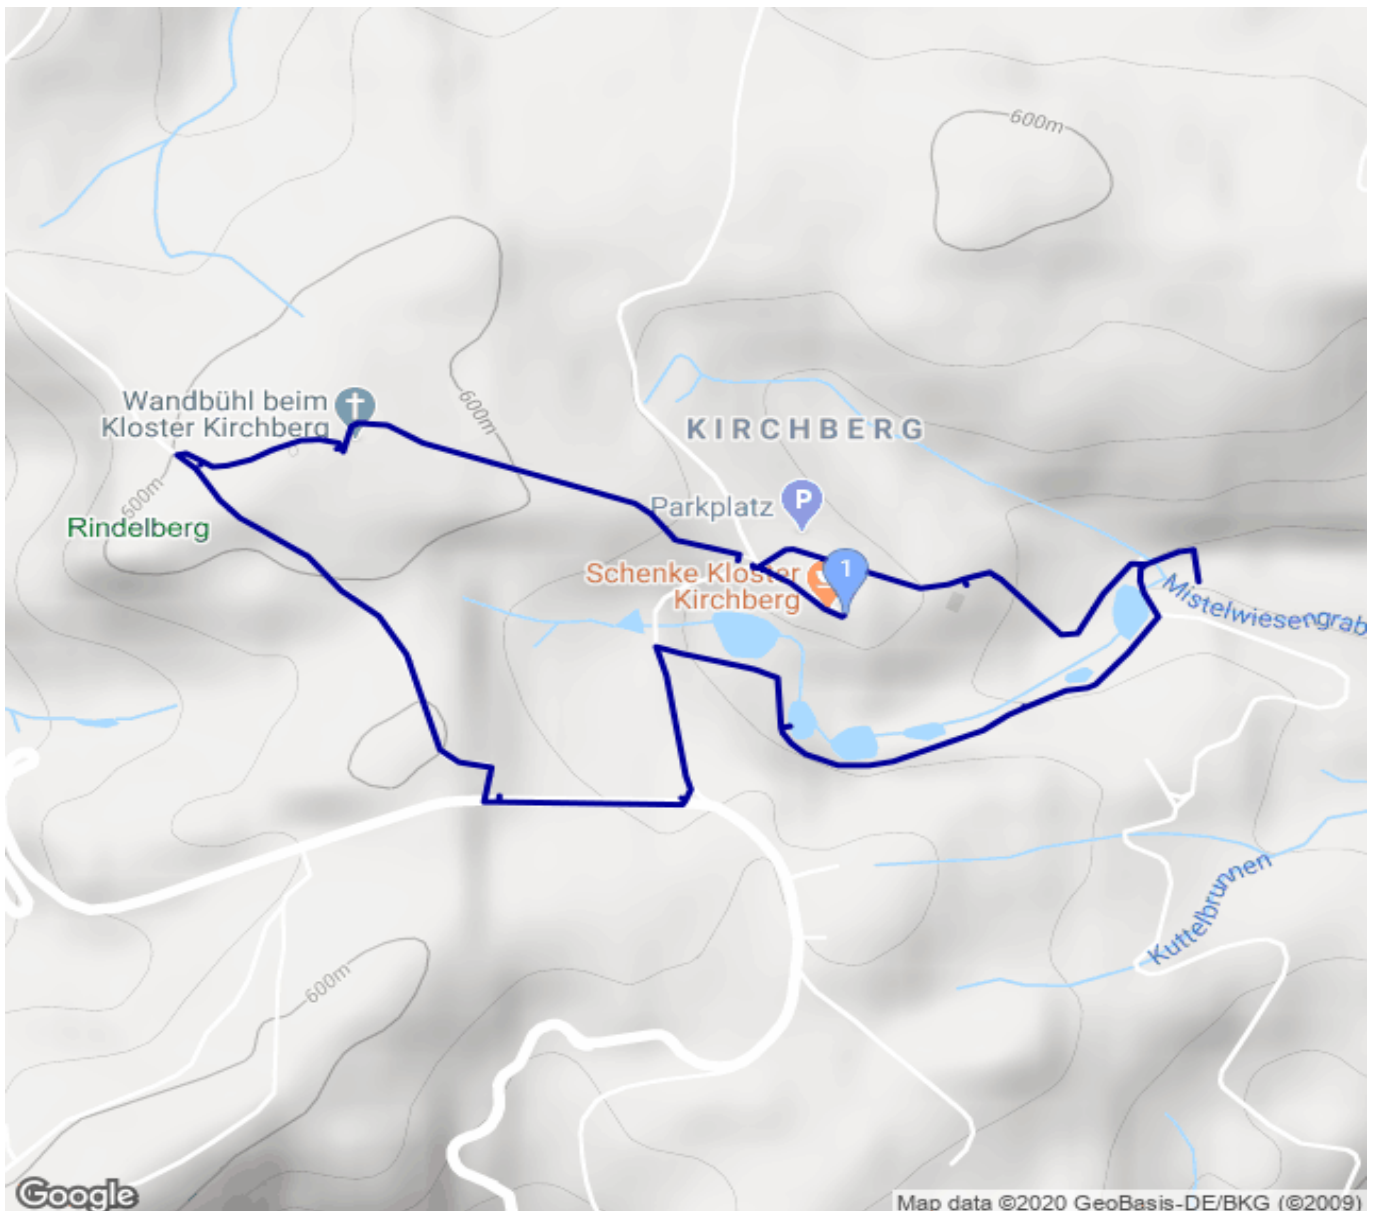 600m
Wandbühl beim
Kloster Kirchberg
600m
KIRCHBERG
600m
Parkplatz
P
Rindelberg
Schenke Kloster
Kirchberg
1
Mistelwiesengrab
Kuttelbrunnen
600m
Google
Map data ©2020 GeoBasis-DE/BKG (©2009)